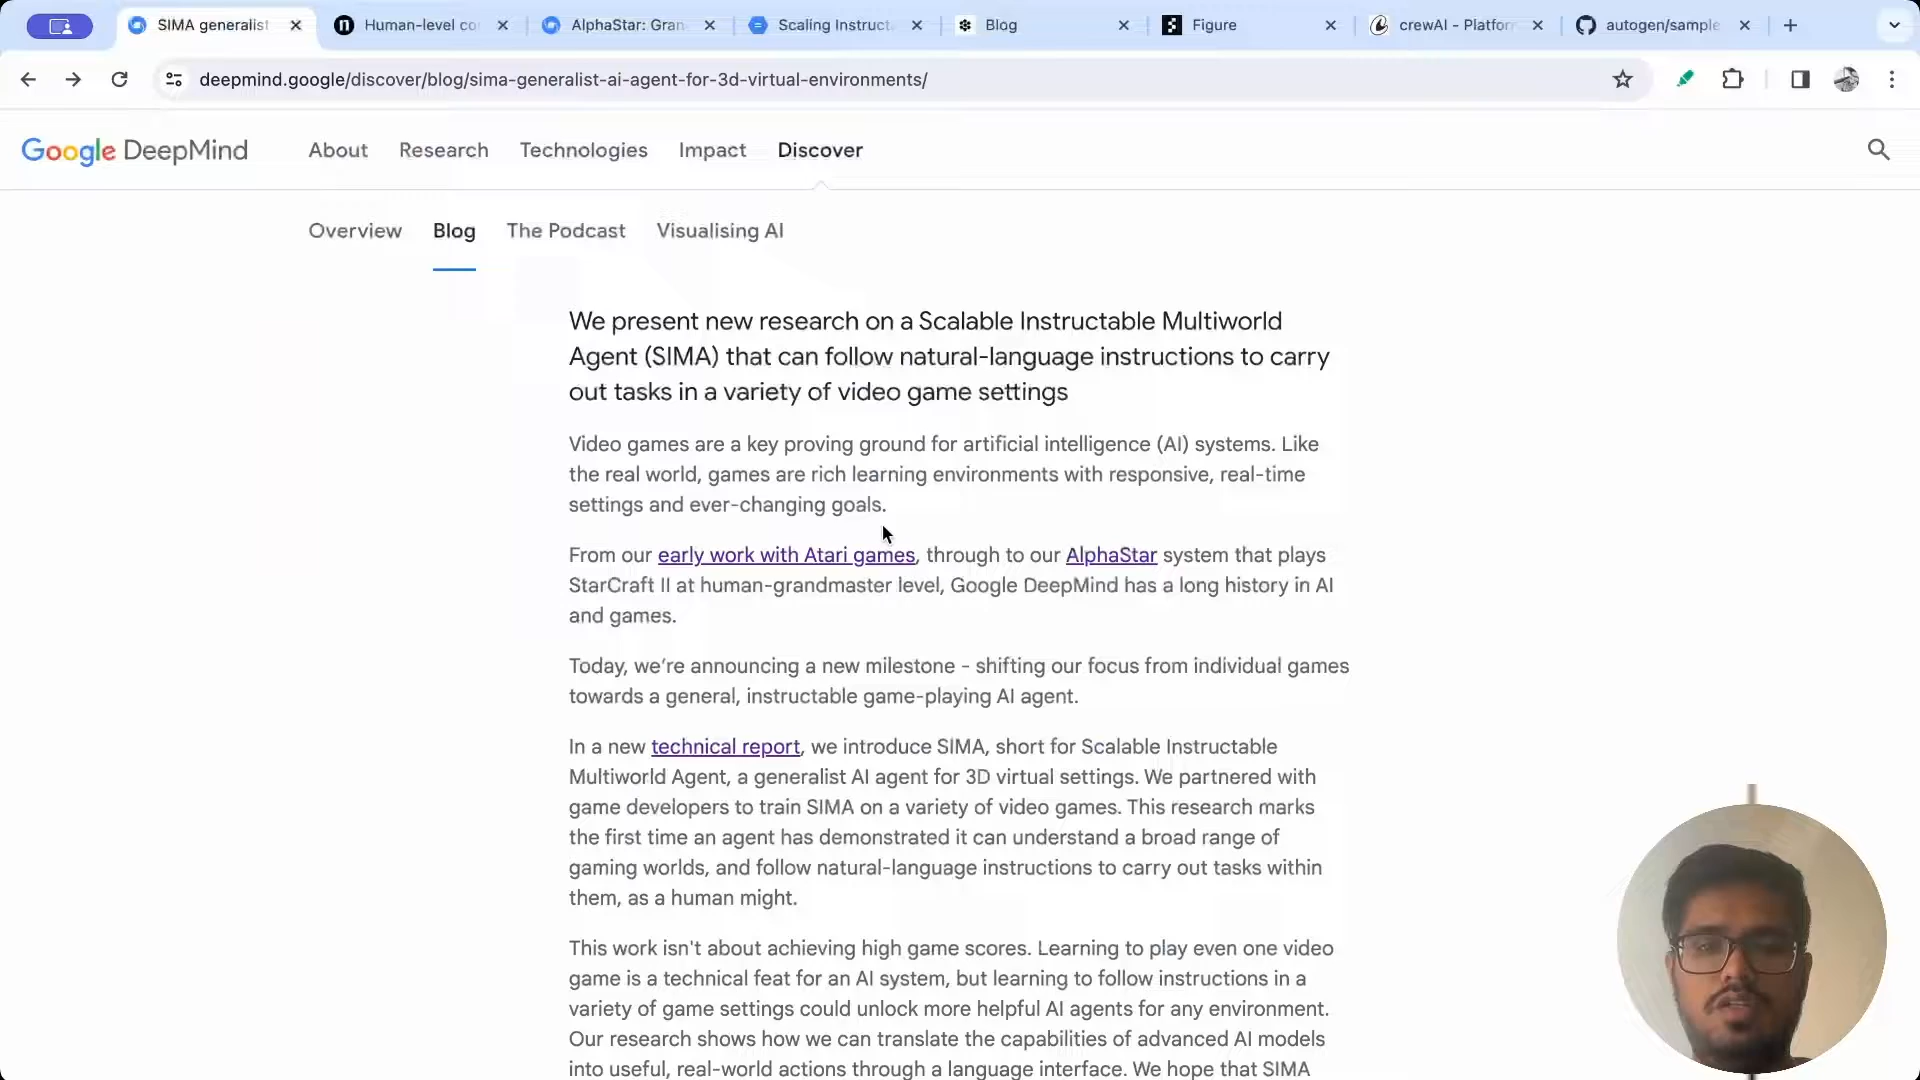 SIMA generalist
Human-level co
AlphaStar: Gran
Scaling Instructa
Blog
Figure
crewAI - Platfor
autogen/sample
deepmind.google/discover/blog/sima-generalist-ai-agent-for-3d-virtual-environments/
Google DeepMind
About
Research
Technologies
Impact
Discover
Overview
Blog
The Podcast
Visualising AI
We present new research on a Scalable Instructable Multiworld
Agent (SIMA) that can follow natural-language instructions to carry
out tasks in a variety of video game settings
Video games are a key proving ground for artificial intelligence (AI) systems. Like
the real world, games are rich learning environments with responsive, real-time
settings and ever-changing goals.
From our early work with Atari games, through to our AlphaStar system that plays
StarCraft II at human-grandmaster level, Google DeepMind has a long history in AI
and games.
Today, we’re announcing a new milestone - shifting our focus from individual games
towards a general, instructable game-playing AI agent.
In a new technical report, we introduce SIMA, short for Scalable Instructable
Multiworld Agent, a generalist AI agent for 3D virtual settings. We partnered with
game developers to train SIMA on a variety of video games. This research marks
the first time an agent has demonstrated it can understand a broad range of
gaming worlds, and follow natural-language instructions to carry out tasks within
them, as a human might.
This work isn't about achieving high game scores. Learning to play even one video
game is a technical feat for an AI system, but learning to follow instructions in a
variety of game settings could unlock more helpful AI agents for any environment.
Our research shows how we can translate the capabilities of advanced AI models
into useful, real-world actions through a language interface. We hope that SIMA